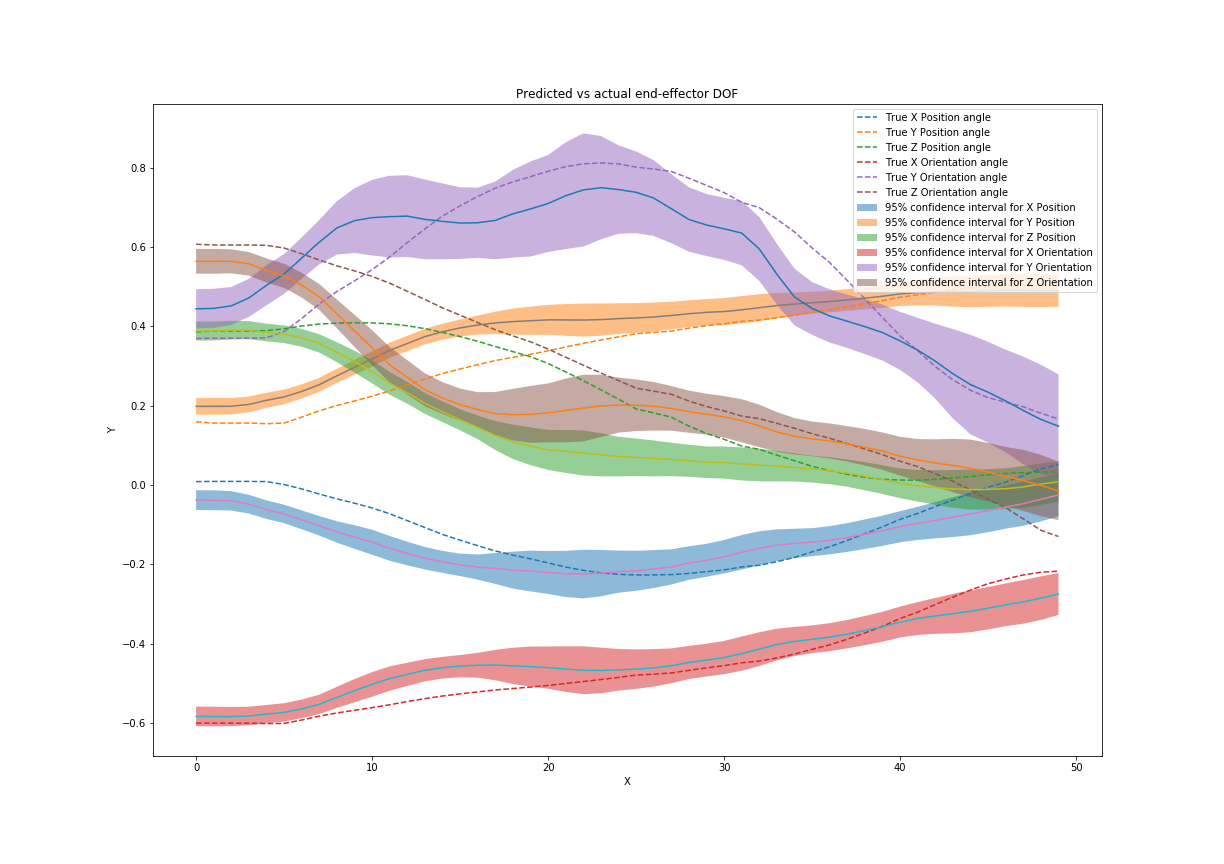 Predicted vs actual end-effector DOF
True X Position angle
True Y Position angle
True Z Position angle
True X Orientation angle
True Y Orientation angle
True Z Orientation angle
95% confidence interval for X Position
95% confidence interval for Y Position
95% confidence interval for Z Position
95% confidence interval for X Orientation
95% confidence interval for Y Orientation
95% confidence interval for Z Orientation
0.8
0.6
0.4
0.2
0.0
−0.2
−0.4
−0.6
Y
0 10 20 30 40 50
X